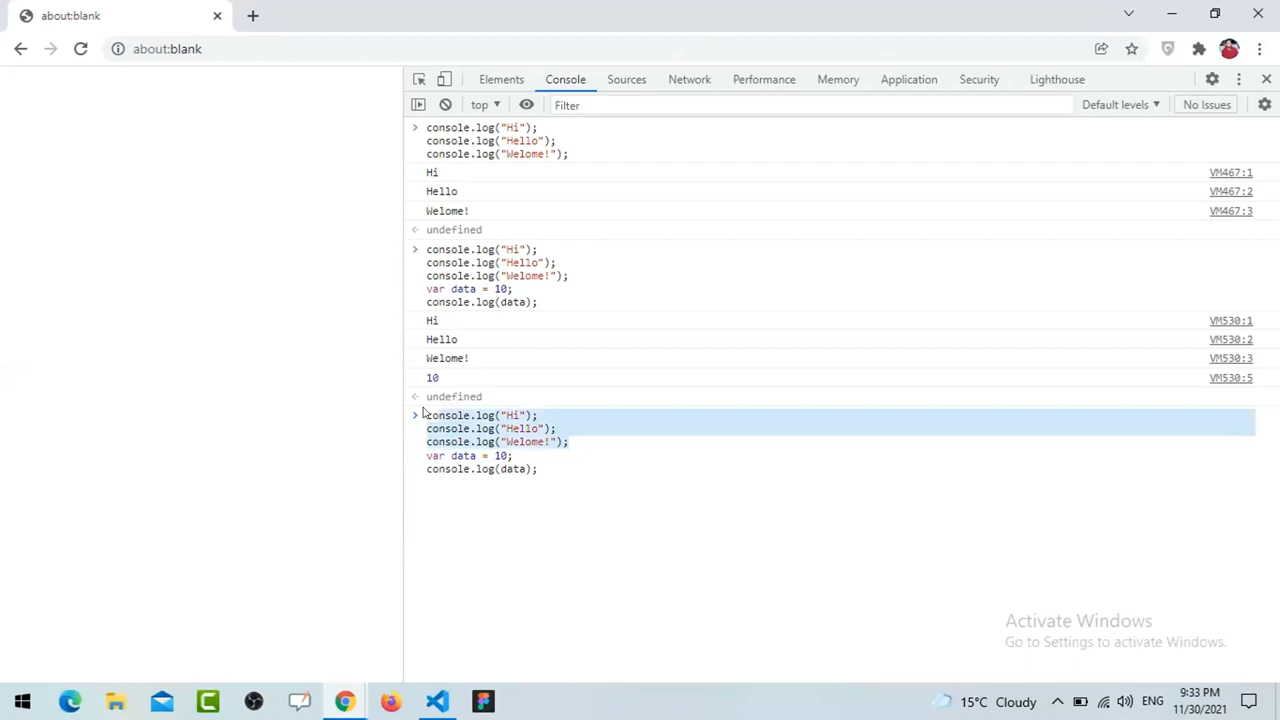 about:blank
about:blank
Elements Console Sources Network Performance Memory Application Security Lighthouse
top Filter Default levels No Issues
console.log("Hi");
console.log("Hello");
console.log("Welome!");
Hi VM467:1
Hello VM467:2
Welome! VM467:3
undefined
console.log("Hi");
console.log("Hello");
console.log("Welome!");
var data = 10;
console.log(data);
Hi VM530:1
Hello VM530:2
Welome! VM530:3
10 VM530:5
undefined
console.log("Hi");
console.log("Hello");
console.log("Welome!");
var data = 10;
console.log(data);
Activate Windows
Go to Settings to activate Windows.
15°C Cloudy ENG 9:33 PM
11/30/2021